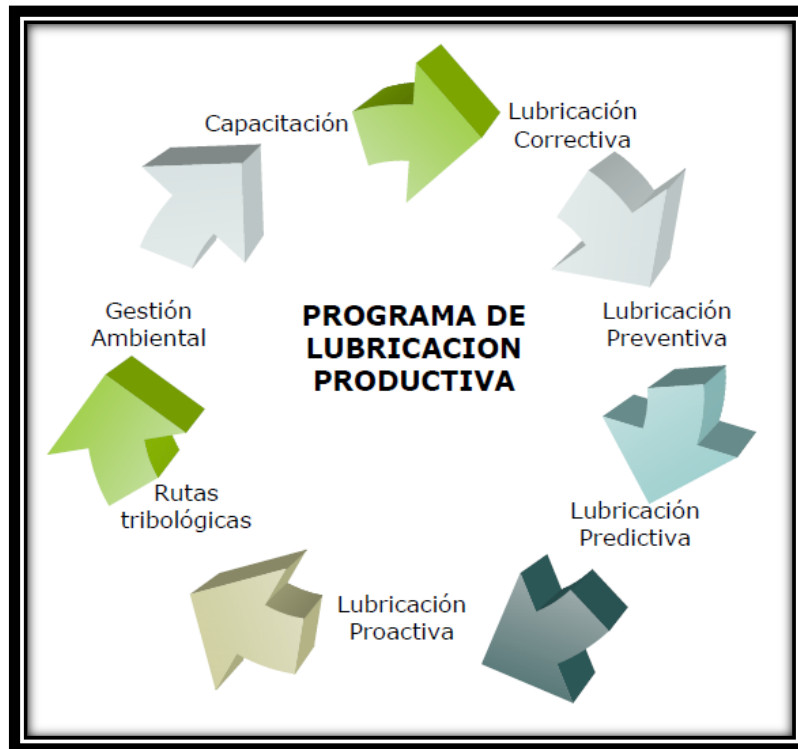 Capacitación
Lubricación
Correctiva
Lubricación
Preventiva
Lubricación
Predictiva
Lubricación
Proactiva
Rutas
tribológicas
Gestión
Ambiental
PROGRAMA DE
LUBRICACION
PRODUCTIVA